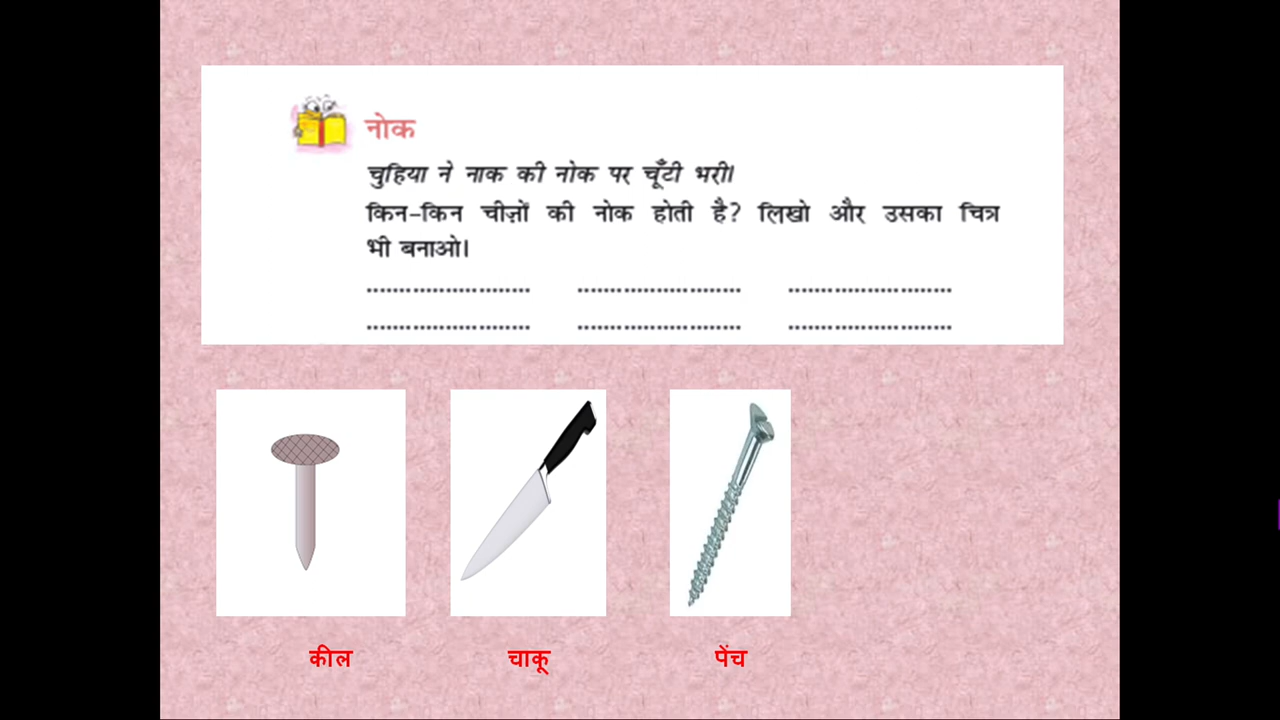 नोक
चुहिया ने नाक की नोक पर चूँटी भरी।
किन-किन चीज़ों की नोक होती है? लिखो और उसका चित्र
भी बनाओ।
........................ ........................ ........................
........................ ........................ ........................
कील चाकू पेंच